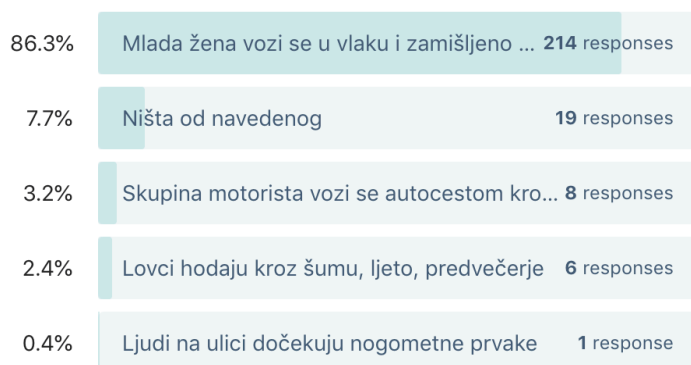 86.3% Mlada žena vozi se u vlaku i zamišljeno ... 214 responses
7.7% Ništa od navedenog 19 responses
3.2% Skupina motorista vozi se autocestom kro... 8 responses
2.4% Lovci hodaju kroz šumu, ljeto, predvečerje 6 responses
0.4% Ljudi na ulici dočekuju nogometne prvake 1 response